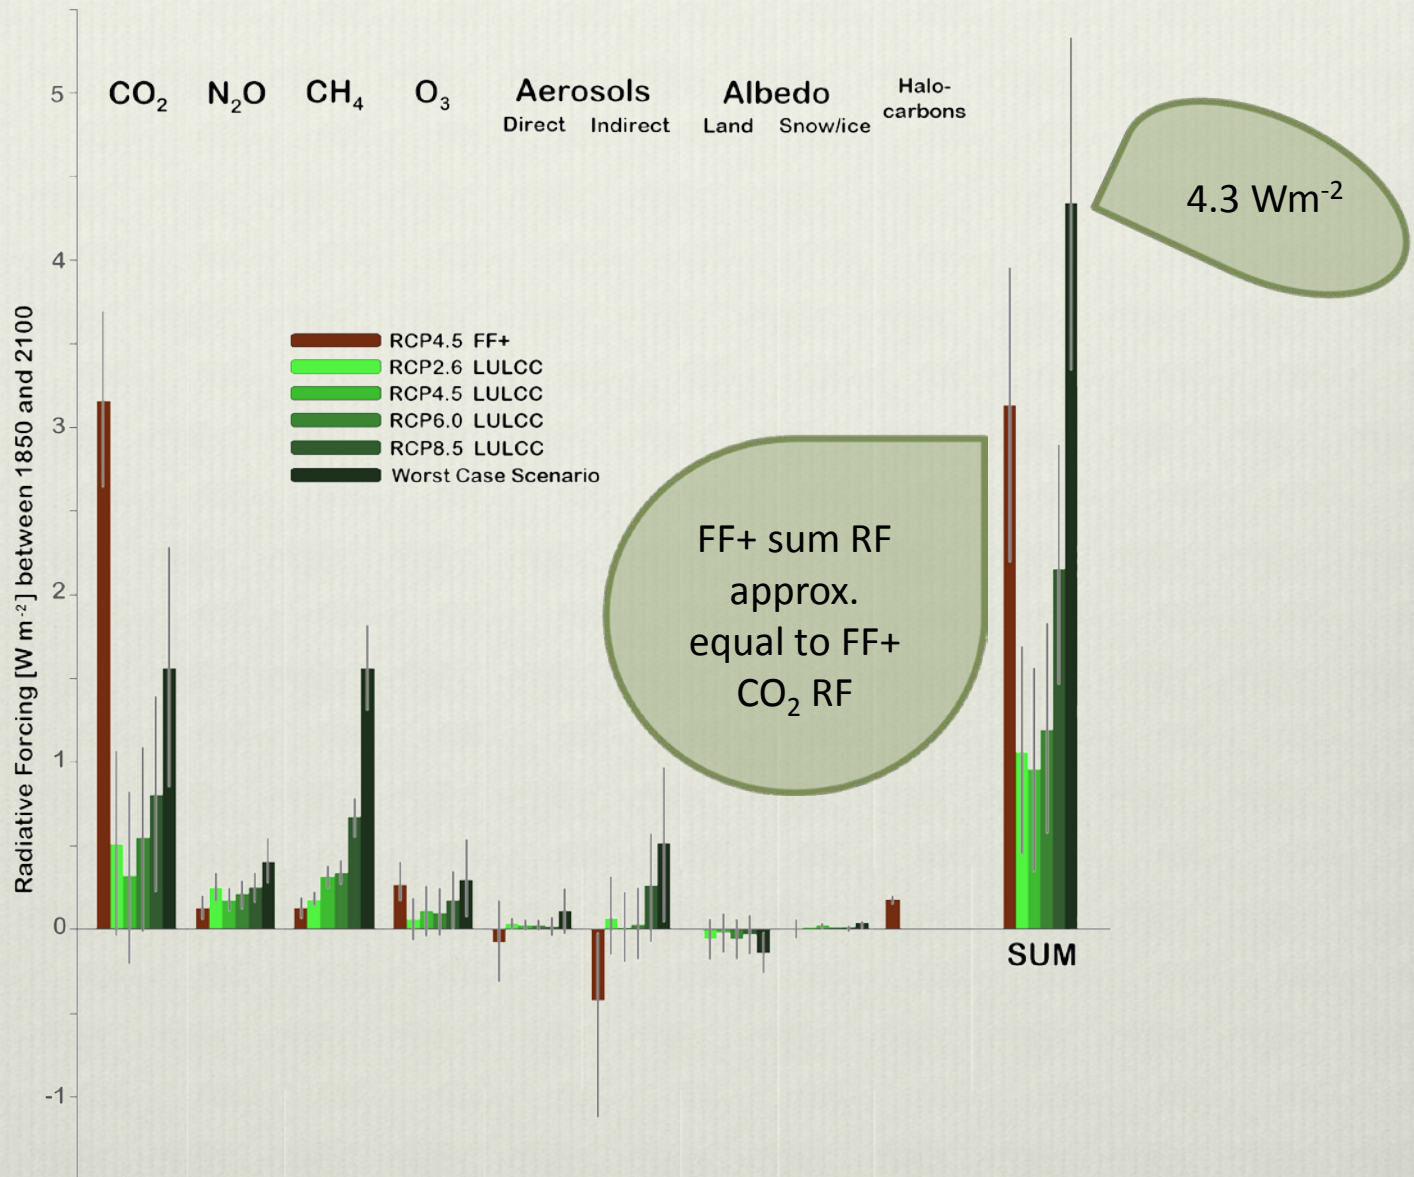 5
4
3
2
1
0
-1
Radiative Forcing [W m⁻²] between 1850 and 2100
CO₂
N₂O
CH₄
O₃
Aerosols
Direct Indirect
Albedo
Land Snow/ice
Halo-
carbons
RCP4.5 FF+
RCP2.6 LULCC
RCP4.5 LULCC
RCP6.0 LULCC
RCP8.5 LULCC
Worst Case Scenario
FF+ sum RF
approx.
equal to FF+
CO₂ RF
4.3 Wm⁻²
SUM